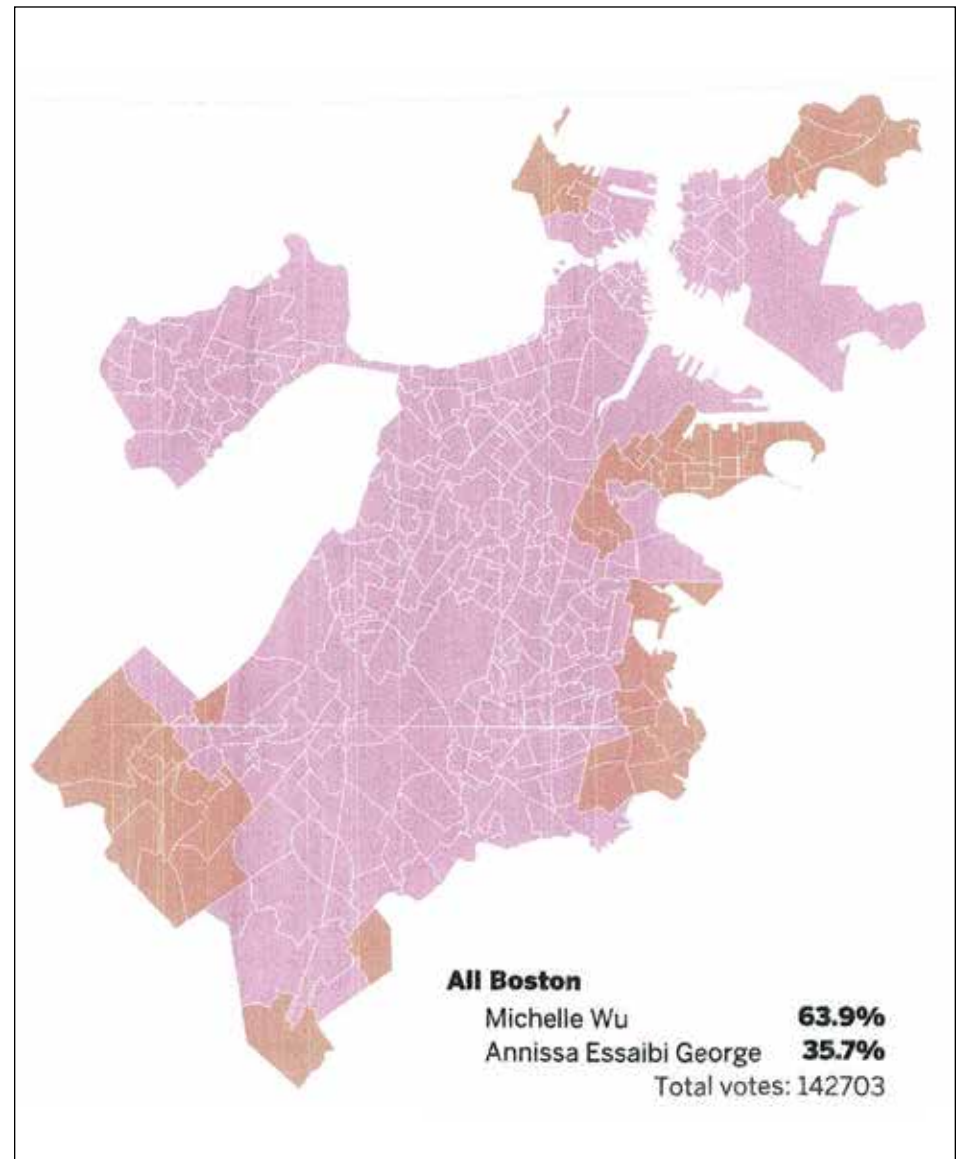 All Boston
Michelle Wu 63.9%
Annissa Essaibi George 35.7%
Total votes: 142703